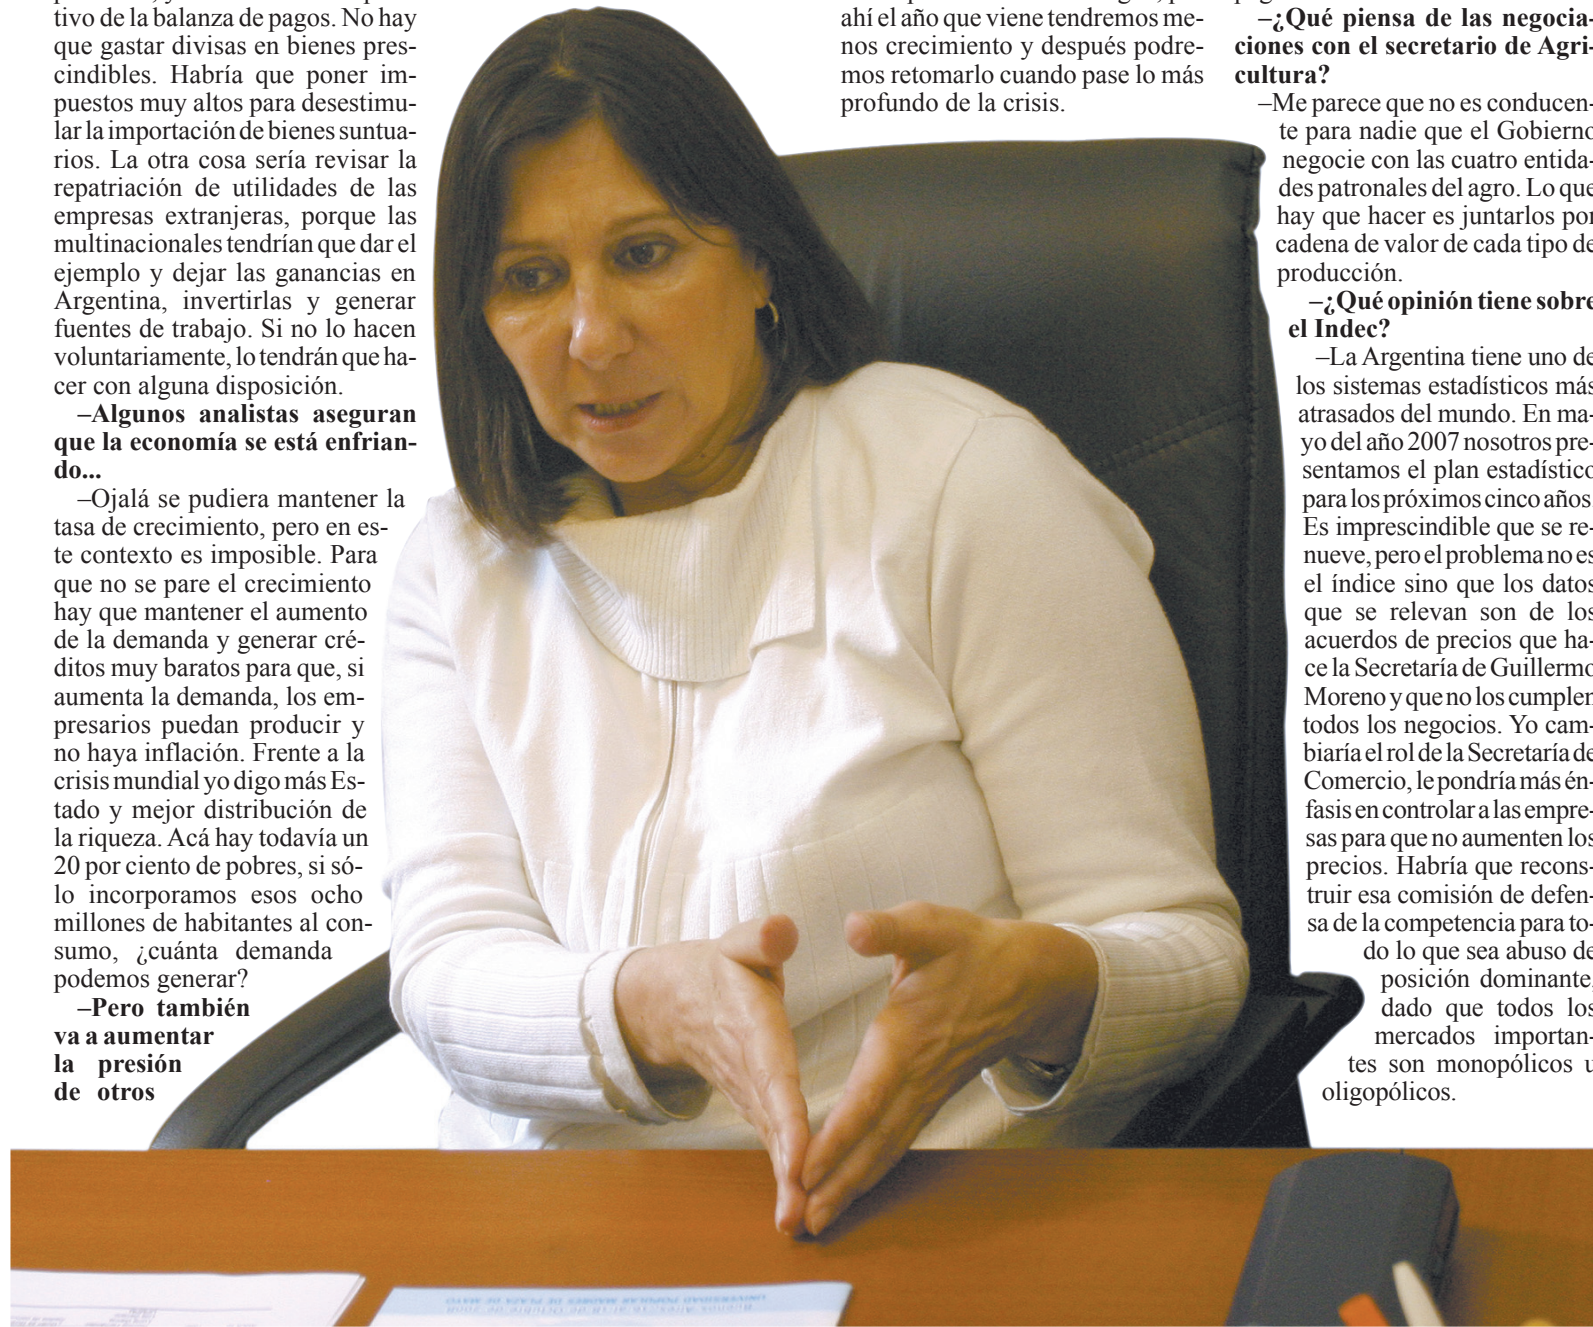 tivo de la balanza de pagos. No hay
que gastar divisas en bienes pres-
cindibles. Habría que poner im-
puestos muy altos para desestimu-
lar la importación de bienes suntua-
rios. La otra cosa sería revisar la
repatriación de utilidades de las
empresas extranjeras, porque las
multinacionales tendrían que dar el
ejemplo y dejar las ganancias en
Argentina, invertirlas y generar
fuentes de trabajo. Si no lo hacen
voluntariamente, lo tendrán que ha-
cer con alguna disposición.
–Algunos analistas aseguran
que la economía se está enfrian-
do...
–Ojalá se pudiera mantener la
tasa de crecimiento, pero en es-
te contexto es imposible. Para
que no se pare el crecimiento
hay que mantener el aumento
de la demanda y generar cré-
ditos muy baratos para que, si
aumenta la demanda, los em-
presarios puedan producir y
no haya inflación. Frente a la
crisis mundial yo digo más Es-
tado y mejor distribución de
la riqueza. Acá hay todavía un
20 por ciento de pobres, si só-
lo incorporamos esos ocho
millones de habitantes al con-
sumo, ¿cuánta demanda
podemos generar?
–Pero también
va a aumentar
la presión
de otros
ahí el año que viene tendremos me-
nos crecimiento y después podre-
mos retomarlo cuando pase lo más
profundo de la crisis.
–¿Qué piensa de las negocia-
ciones con el secretario de Agri-
cultura?
–Me parece que no es conducen-
te para nadie que el Gobierno
negocie con las cuatro entida-
des patronales del agro. Lo que
hay que hacer es juntarlos por
cadena de valor de cada tipo de
producción.
–¿Qué opinión tiene sobre
el Indec?
–La Argentina tiene uno de
los sistemas estadísticos más
atrasados del mundo. En ma-
yo del año 2007 nosotros pre-
sentamos el plan estadístico
para los próximos cinco años.
Es imprescindible que se re-
nueve, pero el problema no es
el índice sino que los datos
que se relevan son de los
acuerdos de precios que ha-
ce la Secretaría de Guillermo
Moreno y que no los cumplen
todos los negocios. Yo cam-
biaría el rol de la Secretaría de
Comercio, le pondría más én-
fasis en controlar a las empre-
sas para que no aumenten los
precios. Habría que recons-
truir esa comisión de defen-
sa de la competencia para to-
do lo que sea abuso de
posición dominante,
dado que todos los
mercados importan-
tes son monopólicos u
oligopólicos.
Buenos Aires, 16 al 18 de Octubre de 2008
UNIVERSIDAD POPULAR MADRES DE PLAZA DE MAYO